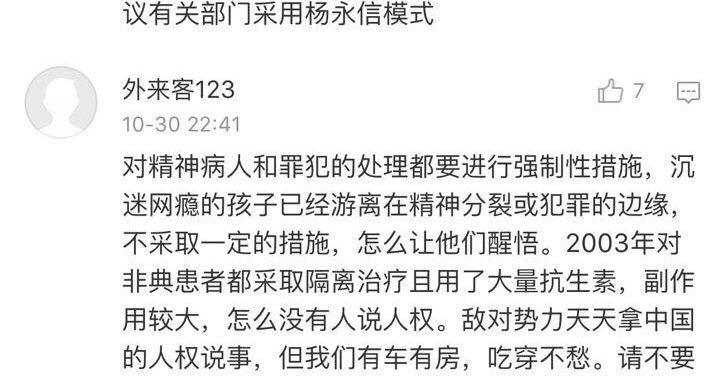 议有关部门采用杨永信模式
外来客123
7
10-30 22:41
对精神病人和罪犯的处理都要进行强制性措施，沉
迷网瘾的孩子已经游离在精神分裂或犯罪的边缘，
不采取一定的措施，怎么让他们醒悟。2003年对
非典患者都采取隔离治疗且用了大量抗生素，副作
用较大，怎么没有人说人权。敌对势力天天拿中国
的人权说事，但我们有车有房，吃穿不愁。请不要